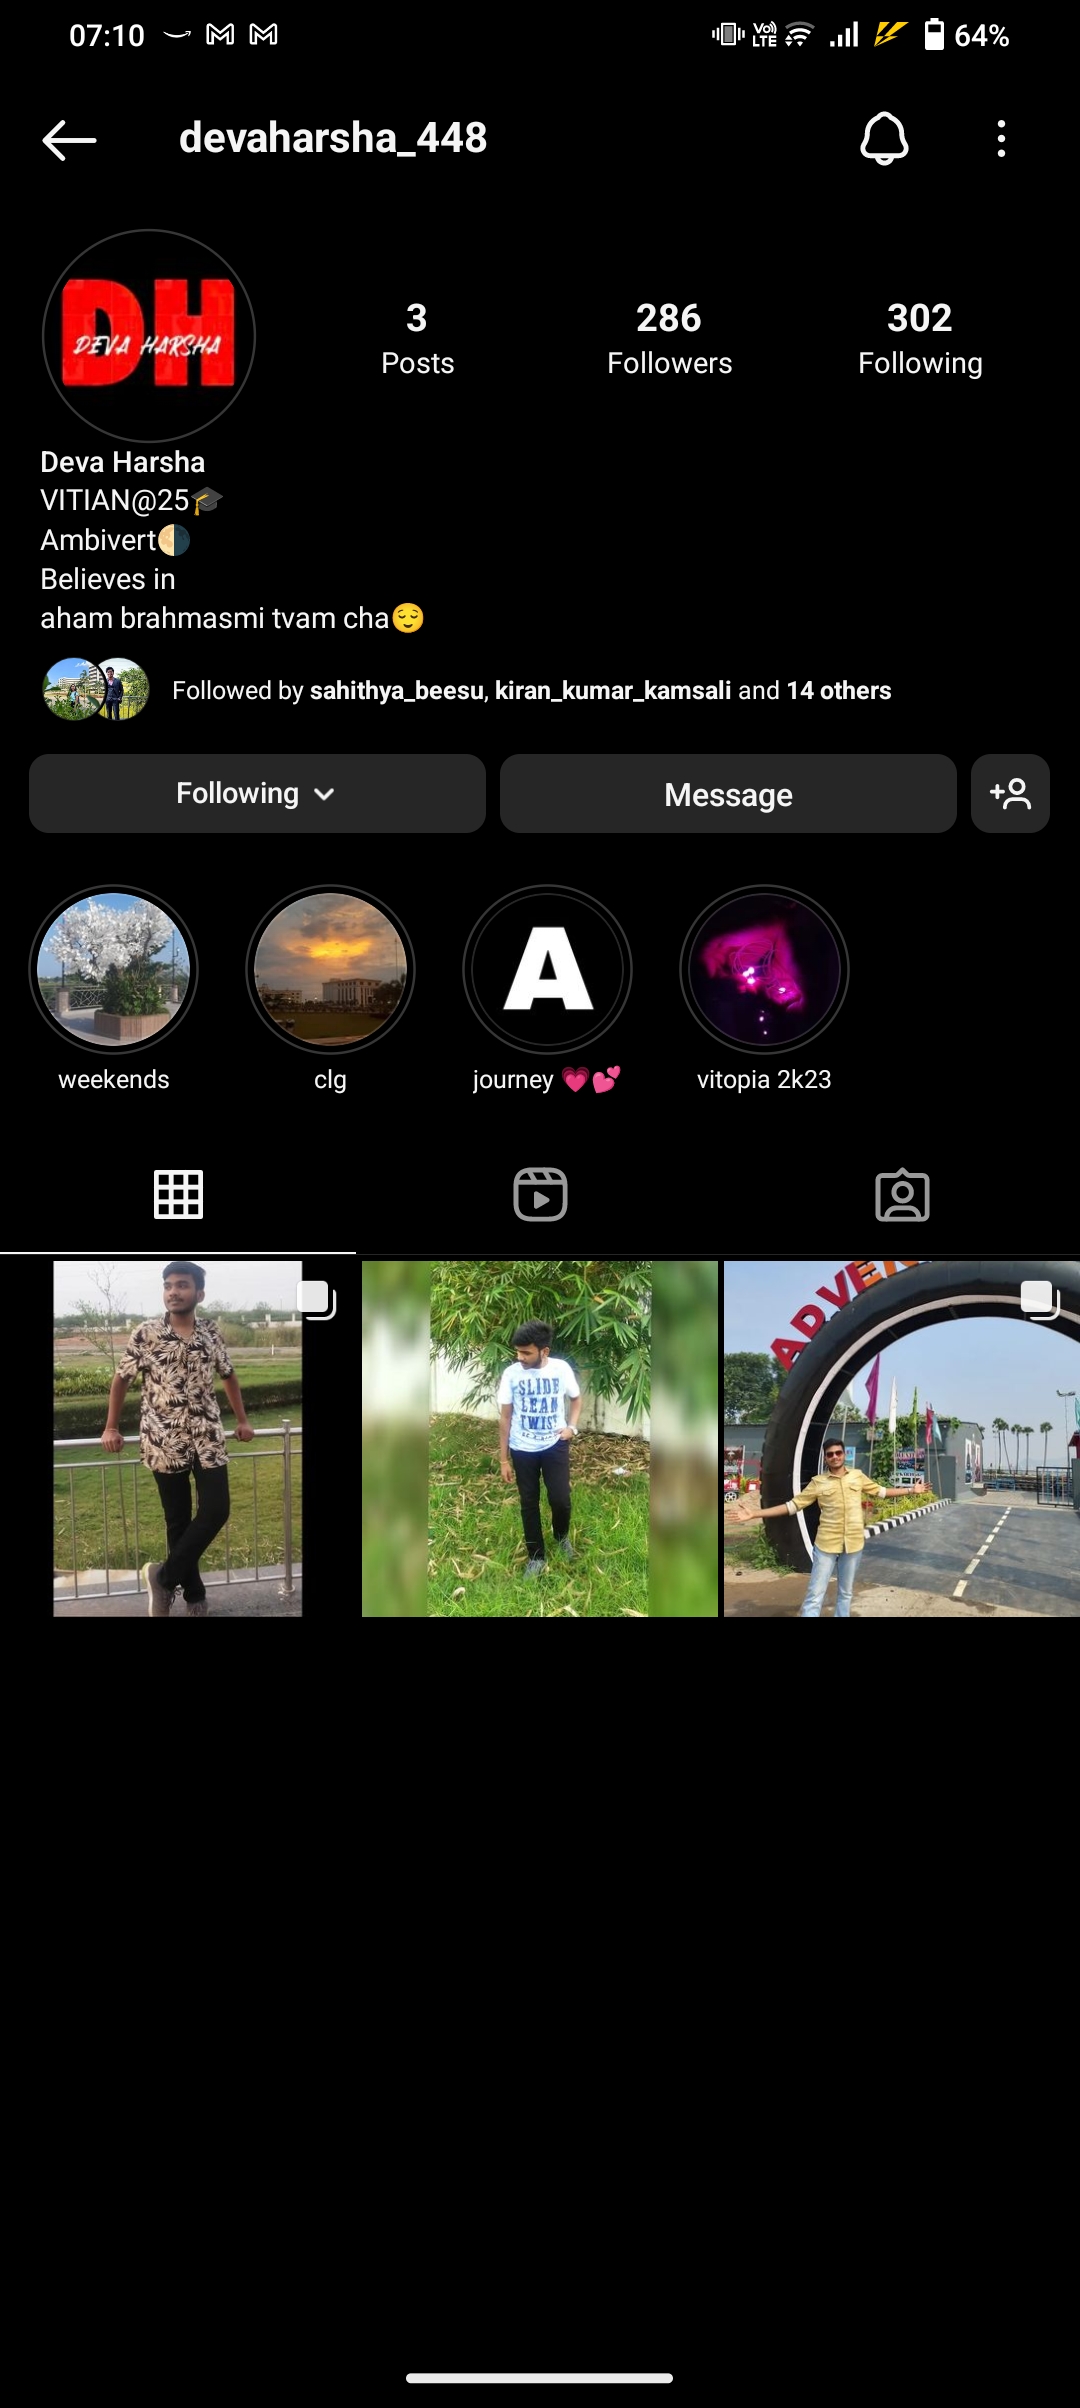 07:10 VoLTE 64%
devaharsha_448
DH
DEVA HARSHA
3 286 302
Posts Followers Following
Deva Harsha
VITIAN@25🎓
Ambivert🌗
Believes in
aham brahmasmi tvam cha😌
Followed by sahithya_beesu, kiran_kumar_kamsali and 14 others
Following Message
A
weekends clg journey 💗💕 vitopia 2k23
SLIDE
LEAN
TWIST
ADVEN